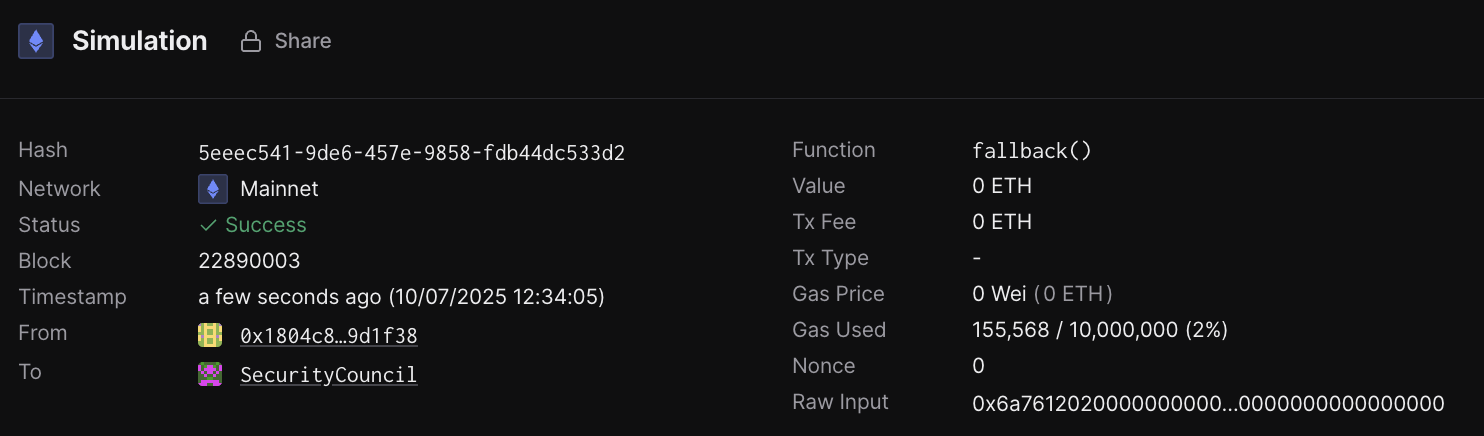 Simulation Share
Hash 5eeec541-9de6-457e-9858-fdb44dc533d2
Network Mainnet
Status Success
Block 22890003
Timestamp a few seconds ago (10/07/2025 12:34:05)
From 0x1804c8…9d1f38
To SecurityCouncil
Function fallback()
Value 0 ETH
Tx Fee 0 ETH
Tx Type -
Gas Price 0 Wei (0 ETH)
Gas Used 155,568 / 10,000,000 (2%)
Nonce 0
Raw Input 0x6a7612020000000000...0000000000000000